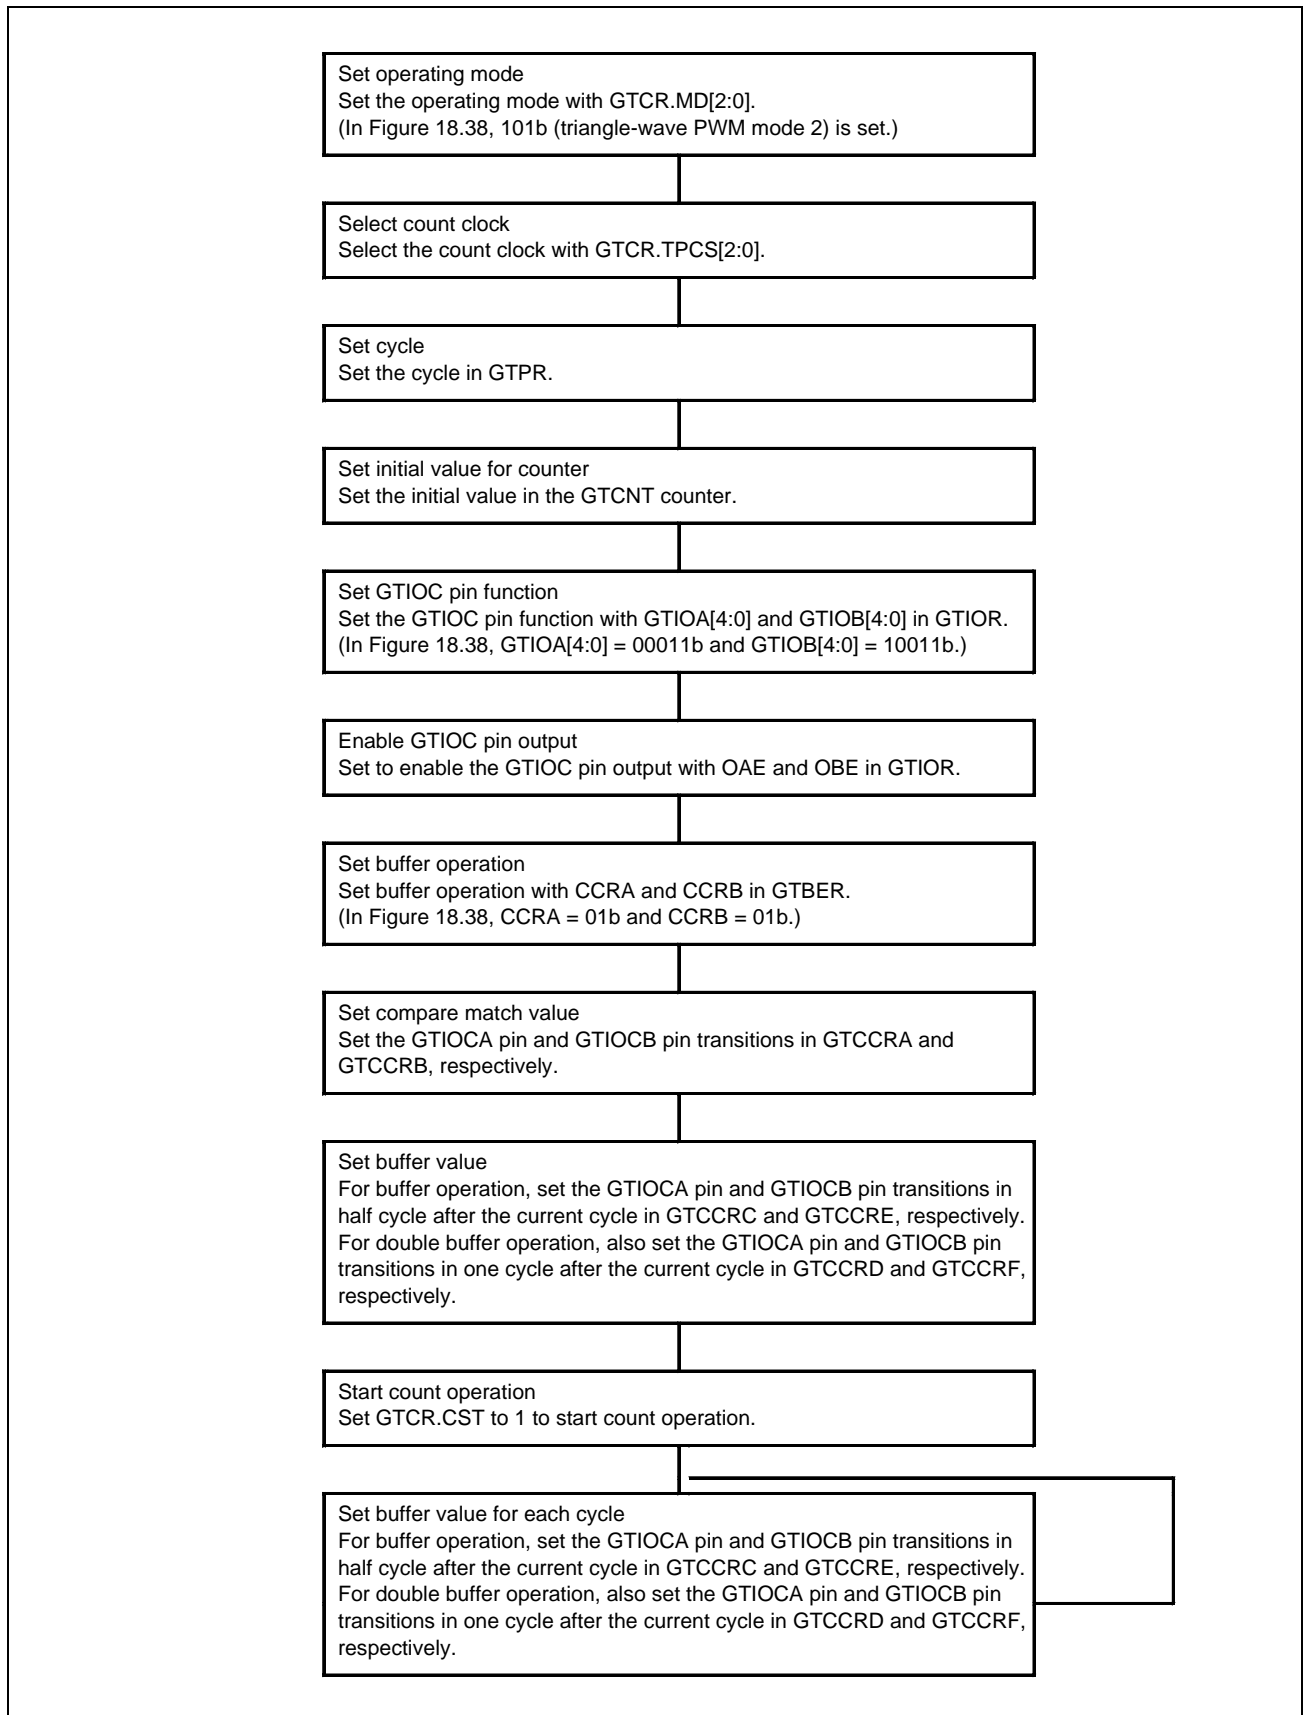 Set operating mode
Set the operating mode with GTCR.MD[2:0].
(In Figure 18.38, 101b (triangle-wave PWM mode 2) is set.)
Select count clock
Select the count clock with GTCR.TPCS[2:0].
Set cycle
Set the cycle in GTPR.
Set initial value for counter
Set the initial value in the GTCNT counter.
Set GTIOC pin function
Set the GTIOC pin function with GTIOA[4:0] and GTIOB[4:0] in GTIOR.
(In Figure 18.38, GTIOA[4:0] = 00011b and GTIOB[4:0] = 10011b.)
Enable GTIOC pin output
Set to enable the GTIOC pin output with OAE and OBE in GTIOR.
Set buffer operation
Set buffer operation with CCRA and CCRB in GTBER.
(In Figure 18.38, CCRA = 01b and CCRB = 01b.)
Set compare match value
Set the GTIOCA pin and GTIOCB pin transitions in GTCCRA and
GTCCRB, respectively.
Set buffer value
For buffer operation, set the GTIOCA pin and GTIOCB pin transitions in
half cycle after the current cycle in GTCCRC and GTCCRE, respectively.
For double buffer operation, also set the GTIOCA pin and GTIOCB pin
transitions in one cycle after the current cycle in GTCCRD and GTCCRF,
respectively.
Start count operation
Set GTCR.CST to 1 to start count operation.
Set buffer value for each cycle
For buffer operation, set the GTIOCA pin and GTIOCB pin transitions in
half cycle after the current cycle in GTCCRC and GTCCRE, respectively.
For double buffer operation, also set the GTIOCA pin and GTIOCB pin
transitions in one cycle after the current cycle in GTCCRD and GTCCRF,
respectively.